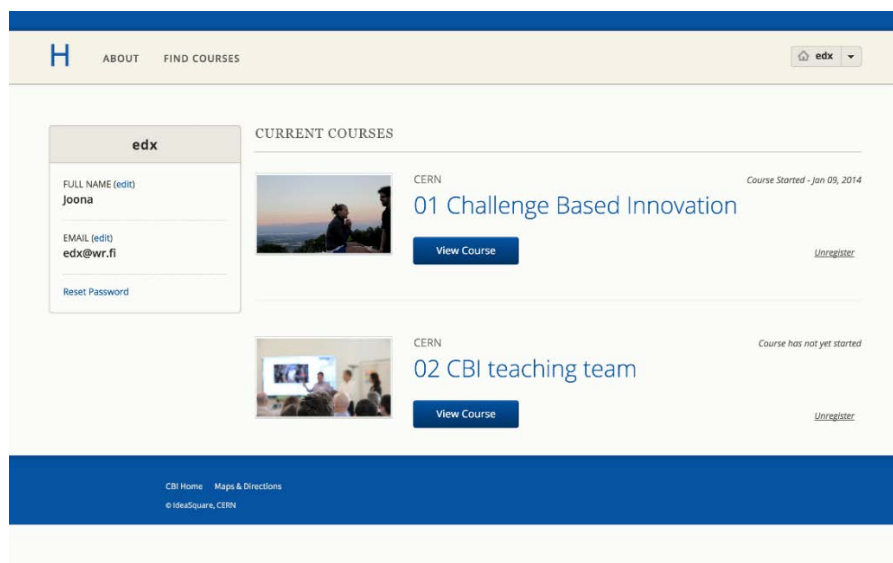 H ABOUT FIND COURSES edx
edx
FULL NAME (edit)
Joona
EMAIL (edit)
edx@wr.fi
Reset Password
CURRENT COURSES
CERN Course Started - Jan 09, 2014
01 Challenge Based Innovation
View Course Unregister
CERN Course has not yet started
02 CBI teaching team
View Course Unregister
CBI Home Maps & Directions
© IdeaSquare, CERN